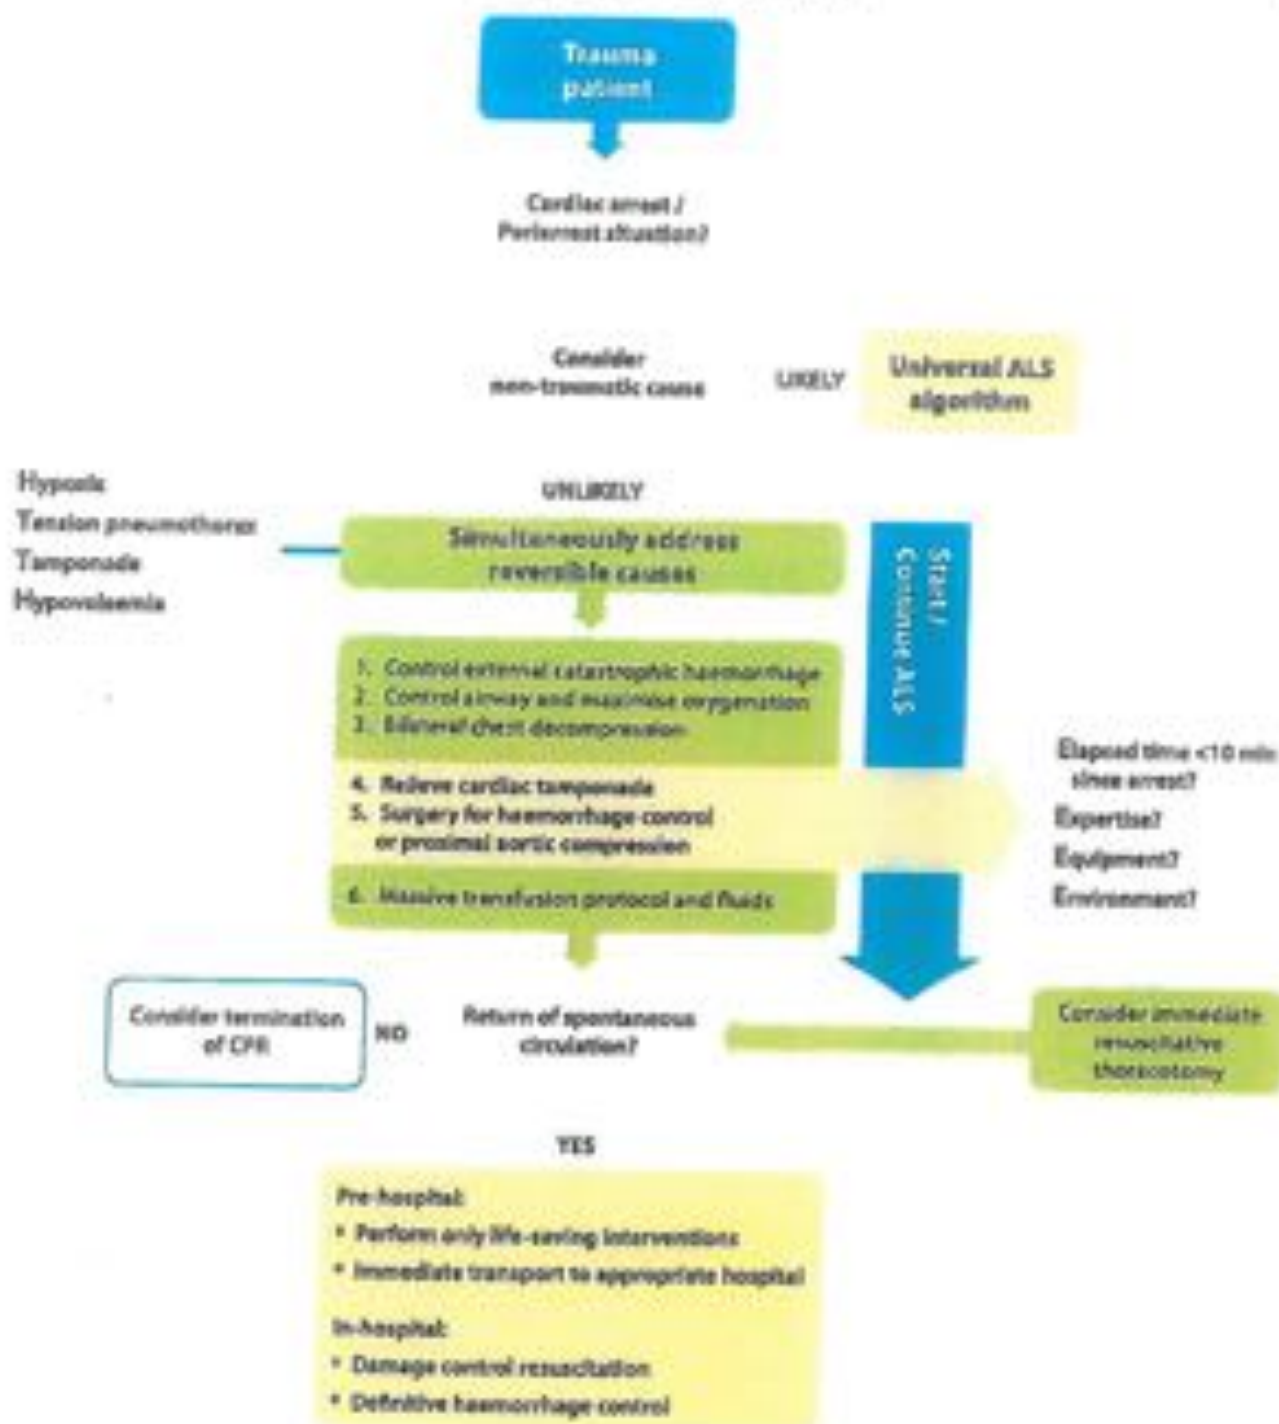 Trauma
patient
Cardiac arrest /
Periarrest situation?
Consider
non-traumatic cause
LIKELY
Universal ALS
algorithm
Hypoxia
Tension pneumothorax
Tamponade
Hypovolaemia
UNLIKELY
Simultaneously address
reversible causes
Start /
Continue ALS
1. Control external catastrophic haemorrhage
2. Control airway and maximise oxygenation
3. Bilateral chest decompression
4. Relieve cardiac tamponade
5. Surgery for haemorrhage control
or proximal aortic compression
6. Massive transfusion protocol and fluids
Elapsed time <10 min
since arrest?
Expertise?
Equipment?
Environment?
Consider termination
of CPR
NO
Return of spontaneous
circulation?
Consider immediate
resuscitative
thoracotomy
YES
Pre-hospital:
• Perform only life-saving interventions
• Immediate transport to appropriate hospital
In-hospital:
• Damage control resuscitation
• Definitive haemorrhage control